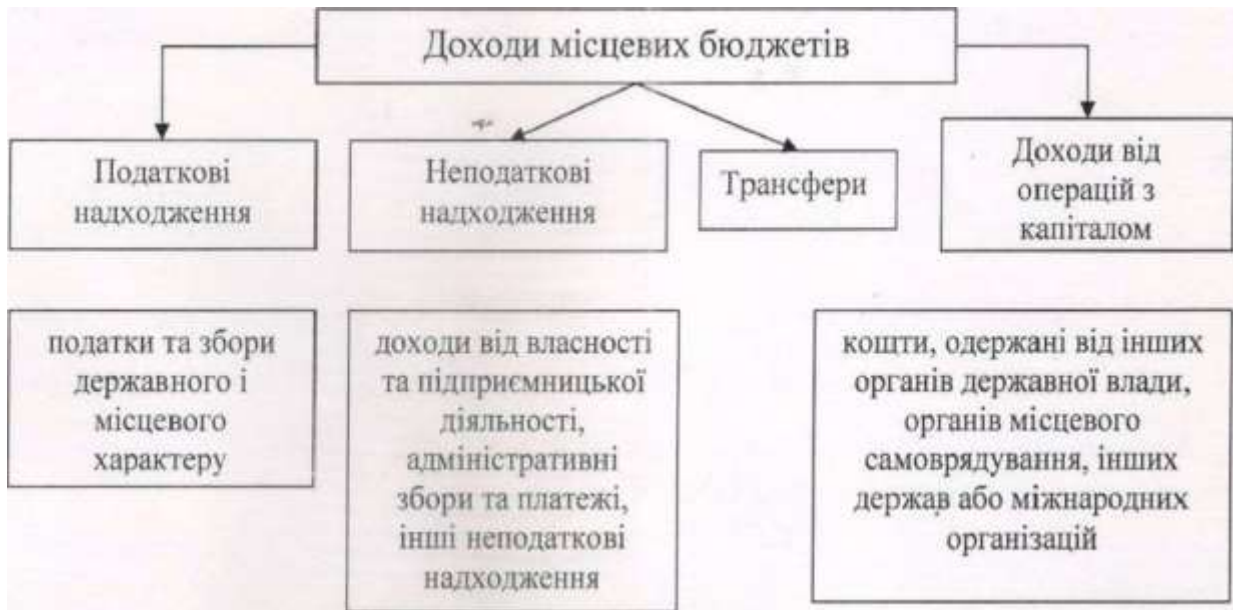 Доходи місцевих бюджетів
Податкові
надходження
Неподаткові
надходження
Трансфери
Доходи від
операцій з
капіталом
податки та збори
державного і
місцевого
характеру
доходи від власності
та підприємницької
діяльності,
адміністративні
збори та платежі,
інші неподаткові
надходження
кошти, одержані від інших
органів державної влади,
органів місцевого
самоврядування, інших
держав або міжнародних
організацій